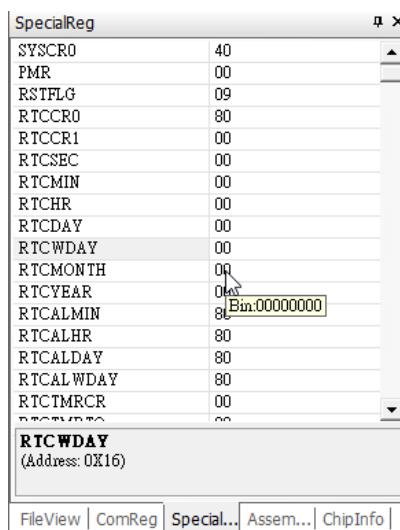 SpecialReg
SYSCR0 40
PMR 00
RSTFLG 09
RTCCR0 80
RTCCR1 00
RTCSEC 00
RTCMIN 00
RTCHR 00
RTCDAY 00
RTCWDAY 00
RTCMONTH 00
RTCYEAR
Bin:00000000
RTCALMIN
RTCALHR 80
RTCALDAY 80
RTCALWDAY 80
RTCTMRCR 00
RTCWDAY
(Address: 0X16)
FileView ComReg Special... Assem... ChipInfo